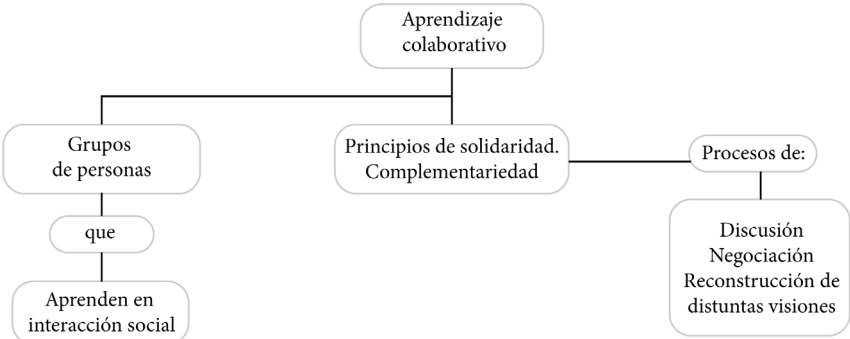 Aprendizaje
colaborativo
Grupos
de personas
Principios de solidaridad.
Complementariedad
Procesos de:
que
Discusión
Negociación
Reconstrucción de
distuntas visiones
Aprenden en
interacción social